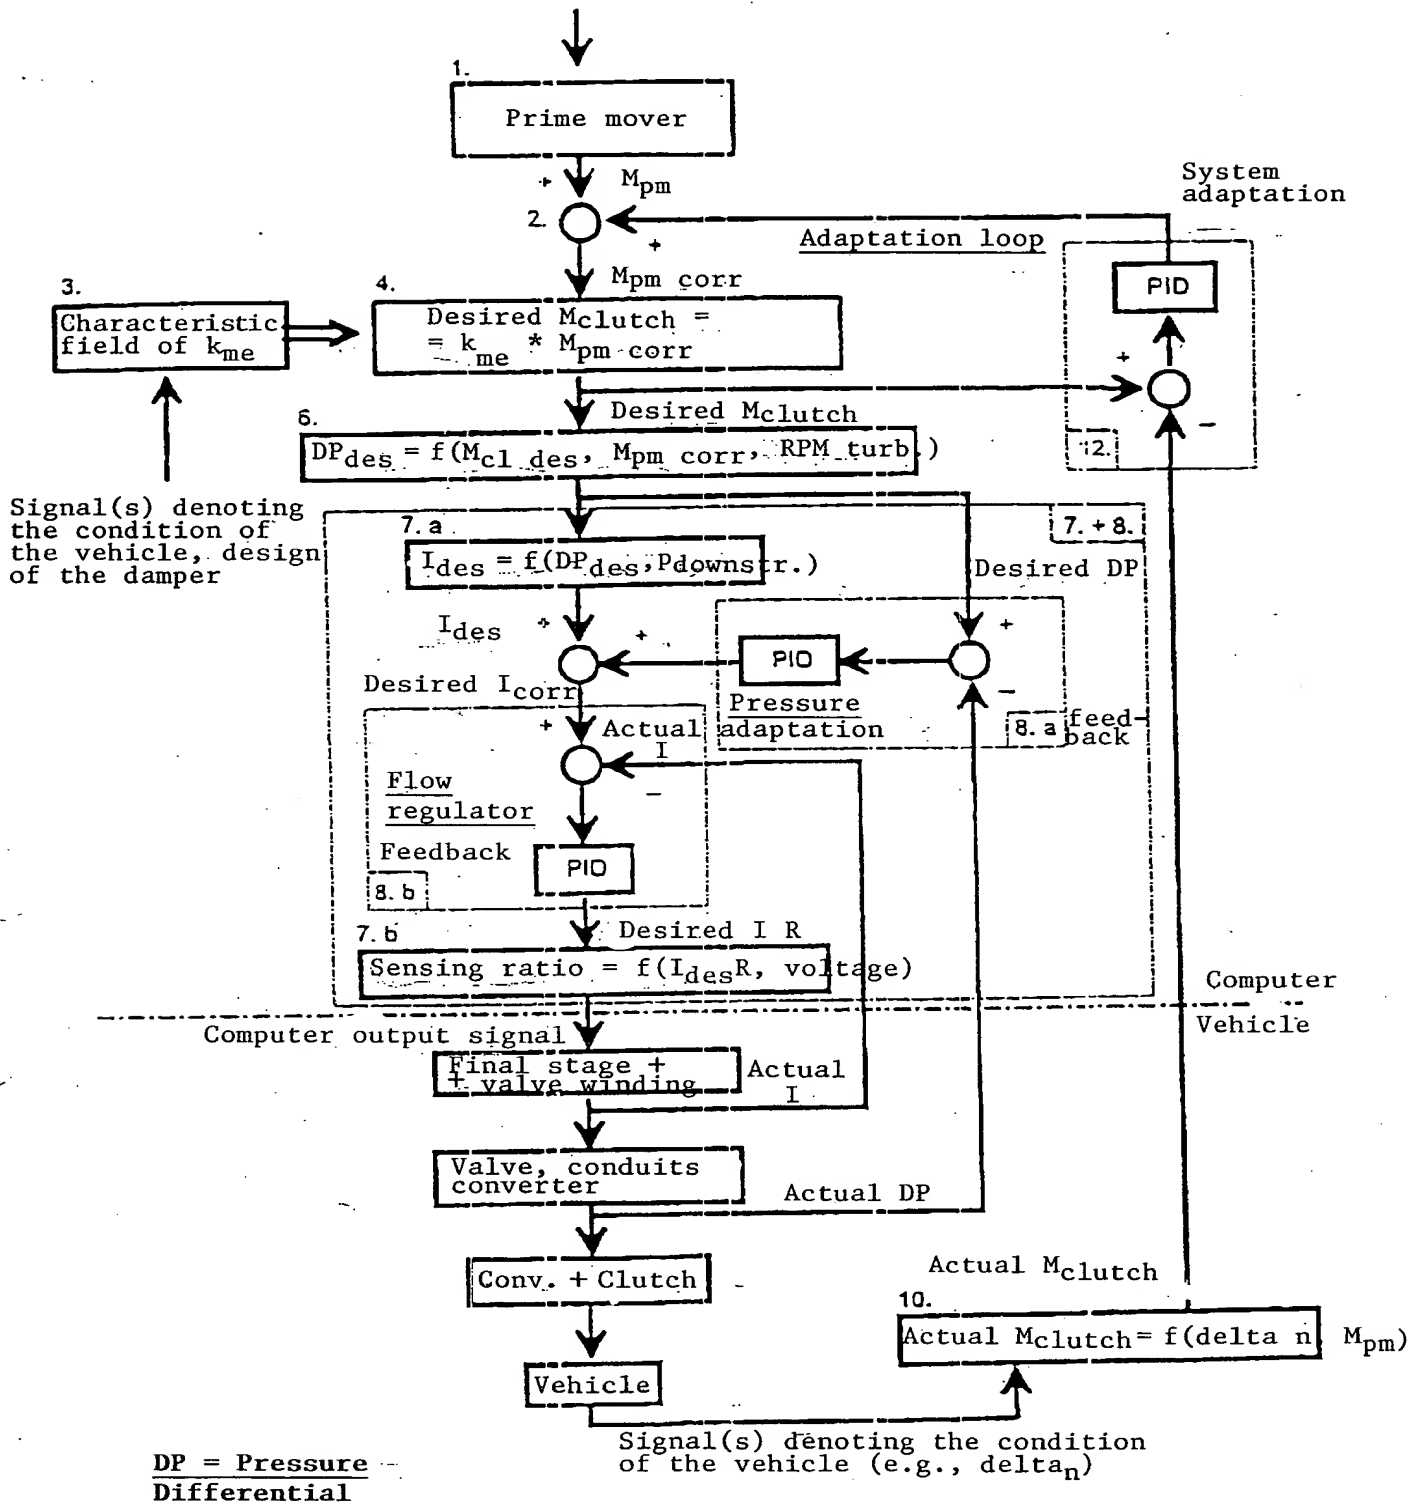 1.
Prime mover
+
Mpm
2.
+
Adaptation loop
System
adaptation
PID
Mpm corr
3.
Characteristic
field of kme
4.
Desired Mclutch =
= kme * Mpm corr
+
−
12.
Desired Mclutch
6.
DPdes = f(Mcl des, Mpm corr, RPM turb.)
Signal(s) denoting
the condition of
the vehicle, design
of the damper
7. a
Ides = f(DPdes,Pdownstr.)
7. + 8.
Desired DP
Ides
+
+
+
−
PID
Pressure
adaptation
8. a
feed-
back
Desired Icorr
+
Actual
I
−
Flow
regulator
Feedback
PID
8. b
Desired I R
7. b
Sensing ratio = f(IdesR, voltage)
Computer
Vehicle
Computer output signal
Final stage +
+ valve winding
Actual
I
Valve, conduits
converter
Actual DP
Conv. + Clutch
Actual Mclutch
10.
Actual Mclutch = f(delta n Mpm)
Vehicle
Signal(s) denoting the condition
of the vehicle (e.g., deltan)
DP = Pressure
Differential